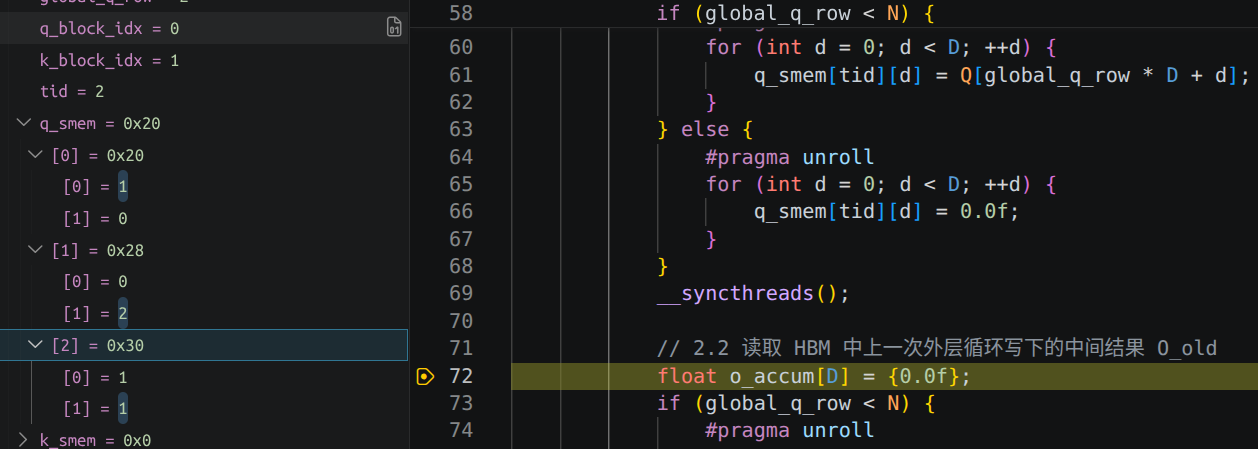 q_block_idx = 0
k_block_idx = 1
tid = 2
q_smem = 0x20
[0] = 0x20
[0] = 1
[1] = 0
[1] = 0x28
[0] = 0
[1] = 2
[2] = 0x30
[0] = 1
[1] = 1
k_smem = 0x0
58 if (global_q_row < N) {
60 for (int d = 0; d < D; ++d) {
61 q_smem[tid][d] = Q[global_q_row * D + d];
62 }
63 } else {
64 #pragma unroll
65 for (int d = 0; d < D; ++d) {
66 q_smem[tid][d] = 0.0f;
67 }
68 }
69 __syncthreads();
70
71 // 2.2 读取 HBM 中上一次外层循环写下的中间结果 O_old
72 float o_accum[D] = {0.0f};
73 if (global_q_row < N) {
74 #pragma unroll